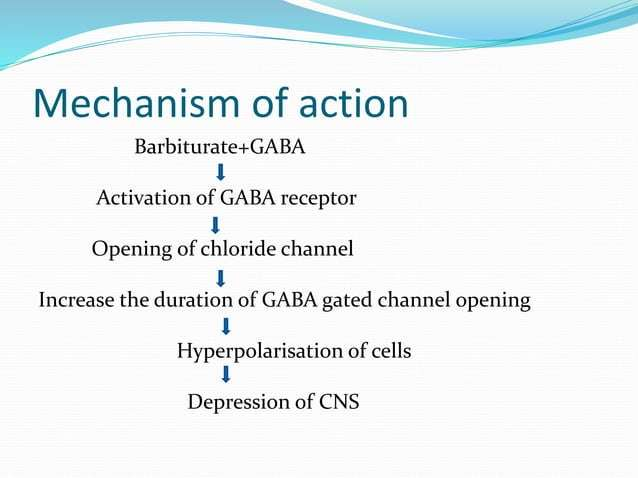 Mechanism of action
Barbiturate+GABA
Activation of GABA receptor
Opening of chloride channel
Increase the duration of GABA gated channel opening
Hyperpolarisation of cells
Depression of CNS